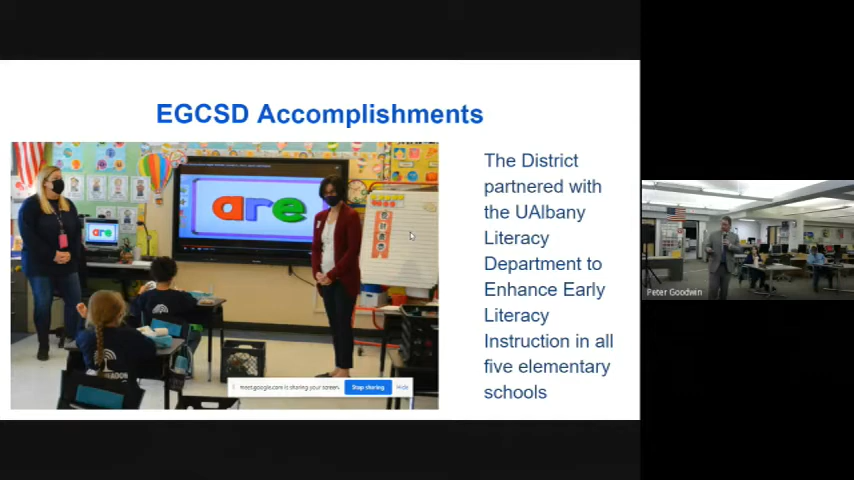 EGCSD Accomplishments
are
are
The District
partnered with
the UAlbany
Literacy
Department to
Enhance Early
Literacy
Instruction in all
five elementary
schools
meet.google.com is sharing your screen.
Stop sharing
Hide
Peter Goodwin